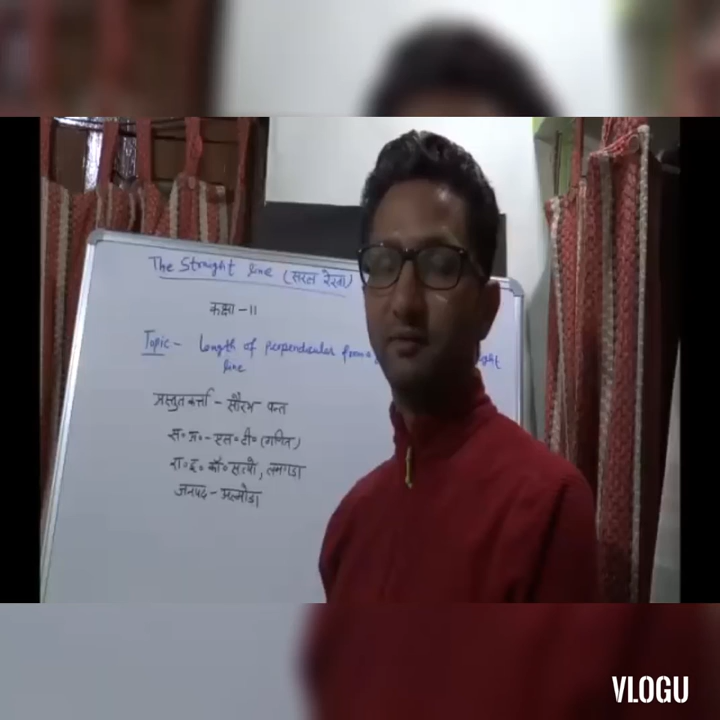 The Straight line (सरल रेखा)
कक्षा - 11
Topic - Length of perpendicular from a
ight
line
प्रस्तुतकर्ता - सौरभ पन्त
स॰ अ॰ - एल॰ टी॰ (गणित)
रा॰ इ॰ कॉ॰ , लमगडा
जनपद - अल्मोडा
VLOGU